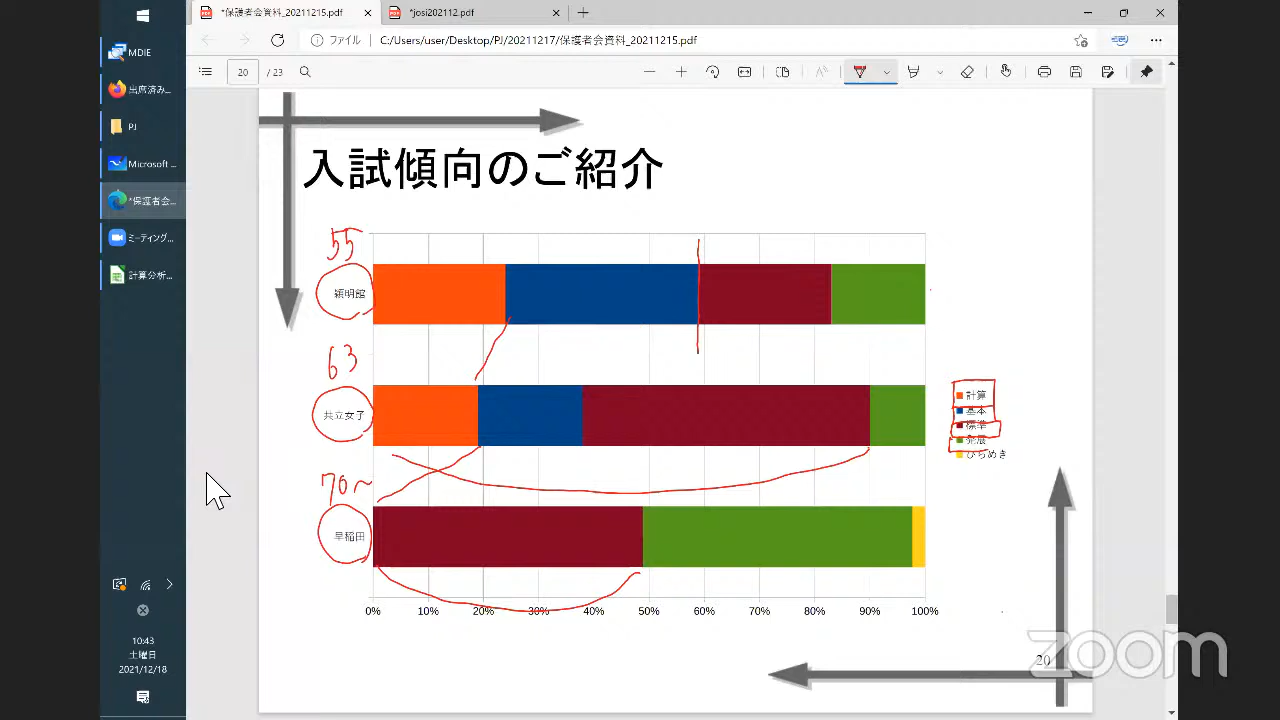 *保護者会資料_20211215.pdf
*josi202112.pdf
ファイル
C:/Users/user/Desktop/PJ/20211217/保護者会資料_20211215.pdf
20 / 23
MDIE
出席済み...
PJ
Microsoft ...
*保護者会...
ミーティング...
計算分析...
入試傾向のご紹介
55
穎明館
63
共立女子
70~
早稲田
計算
基本
標準
発展
ひらめき
0% 10% 20% 30% 40% 50% 60% 70% 80% 90% 100%
20
zoom
10:43
土曜日
2021/12/18